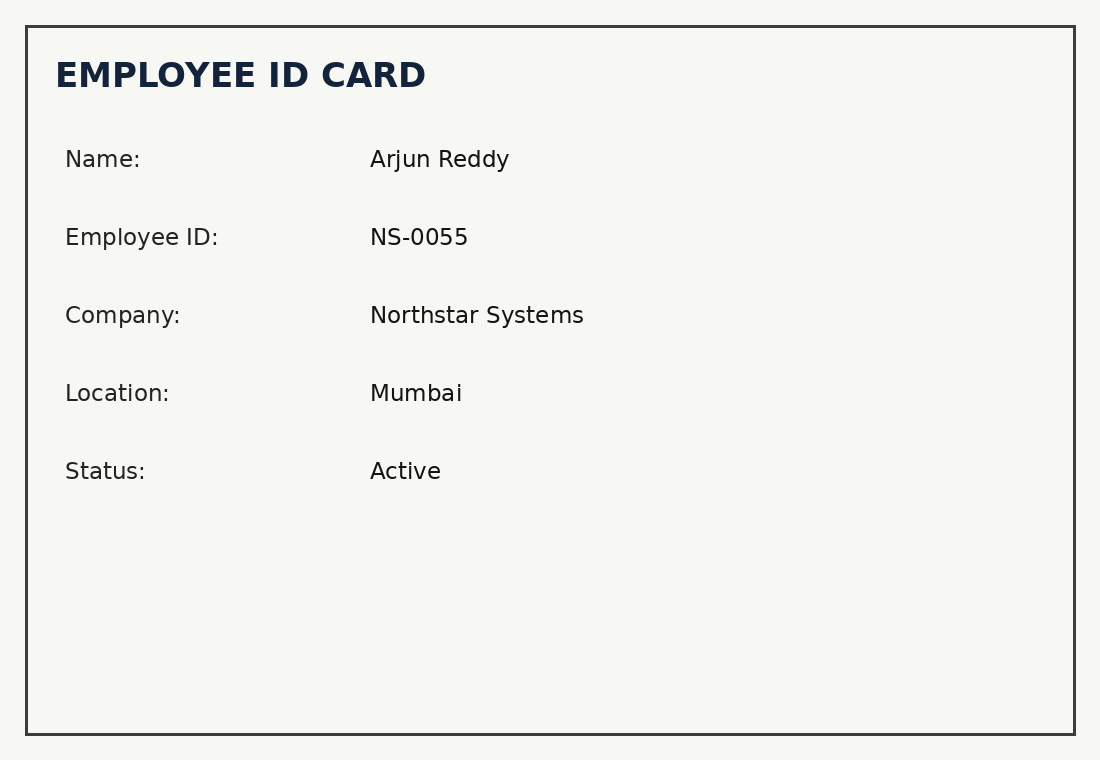 EMPLOYEE ID CARD
Name: Arjun Reddy
Employee ID: NS-0055
Company: Northstar Systems
Location: Mumbai
Status: Active